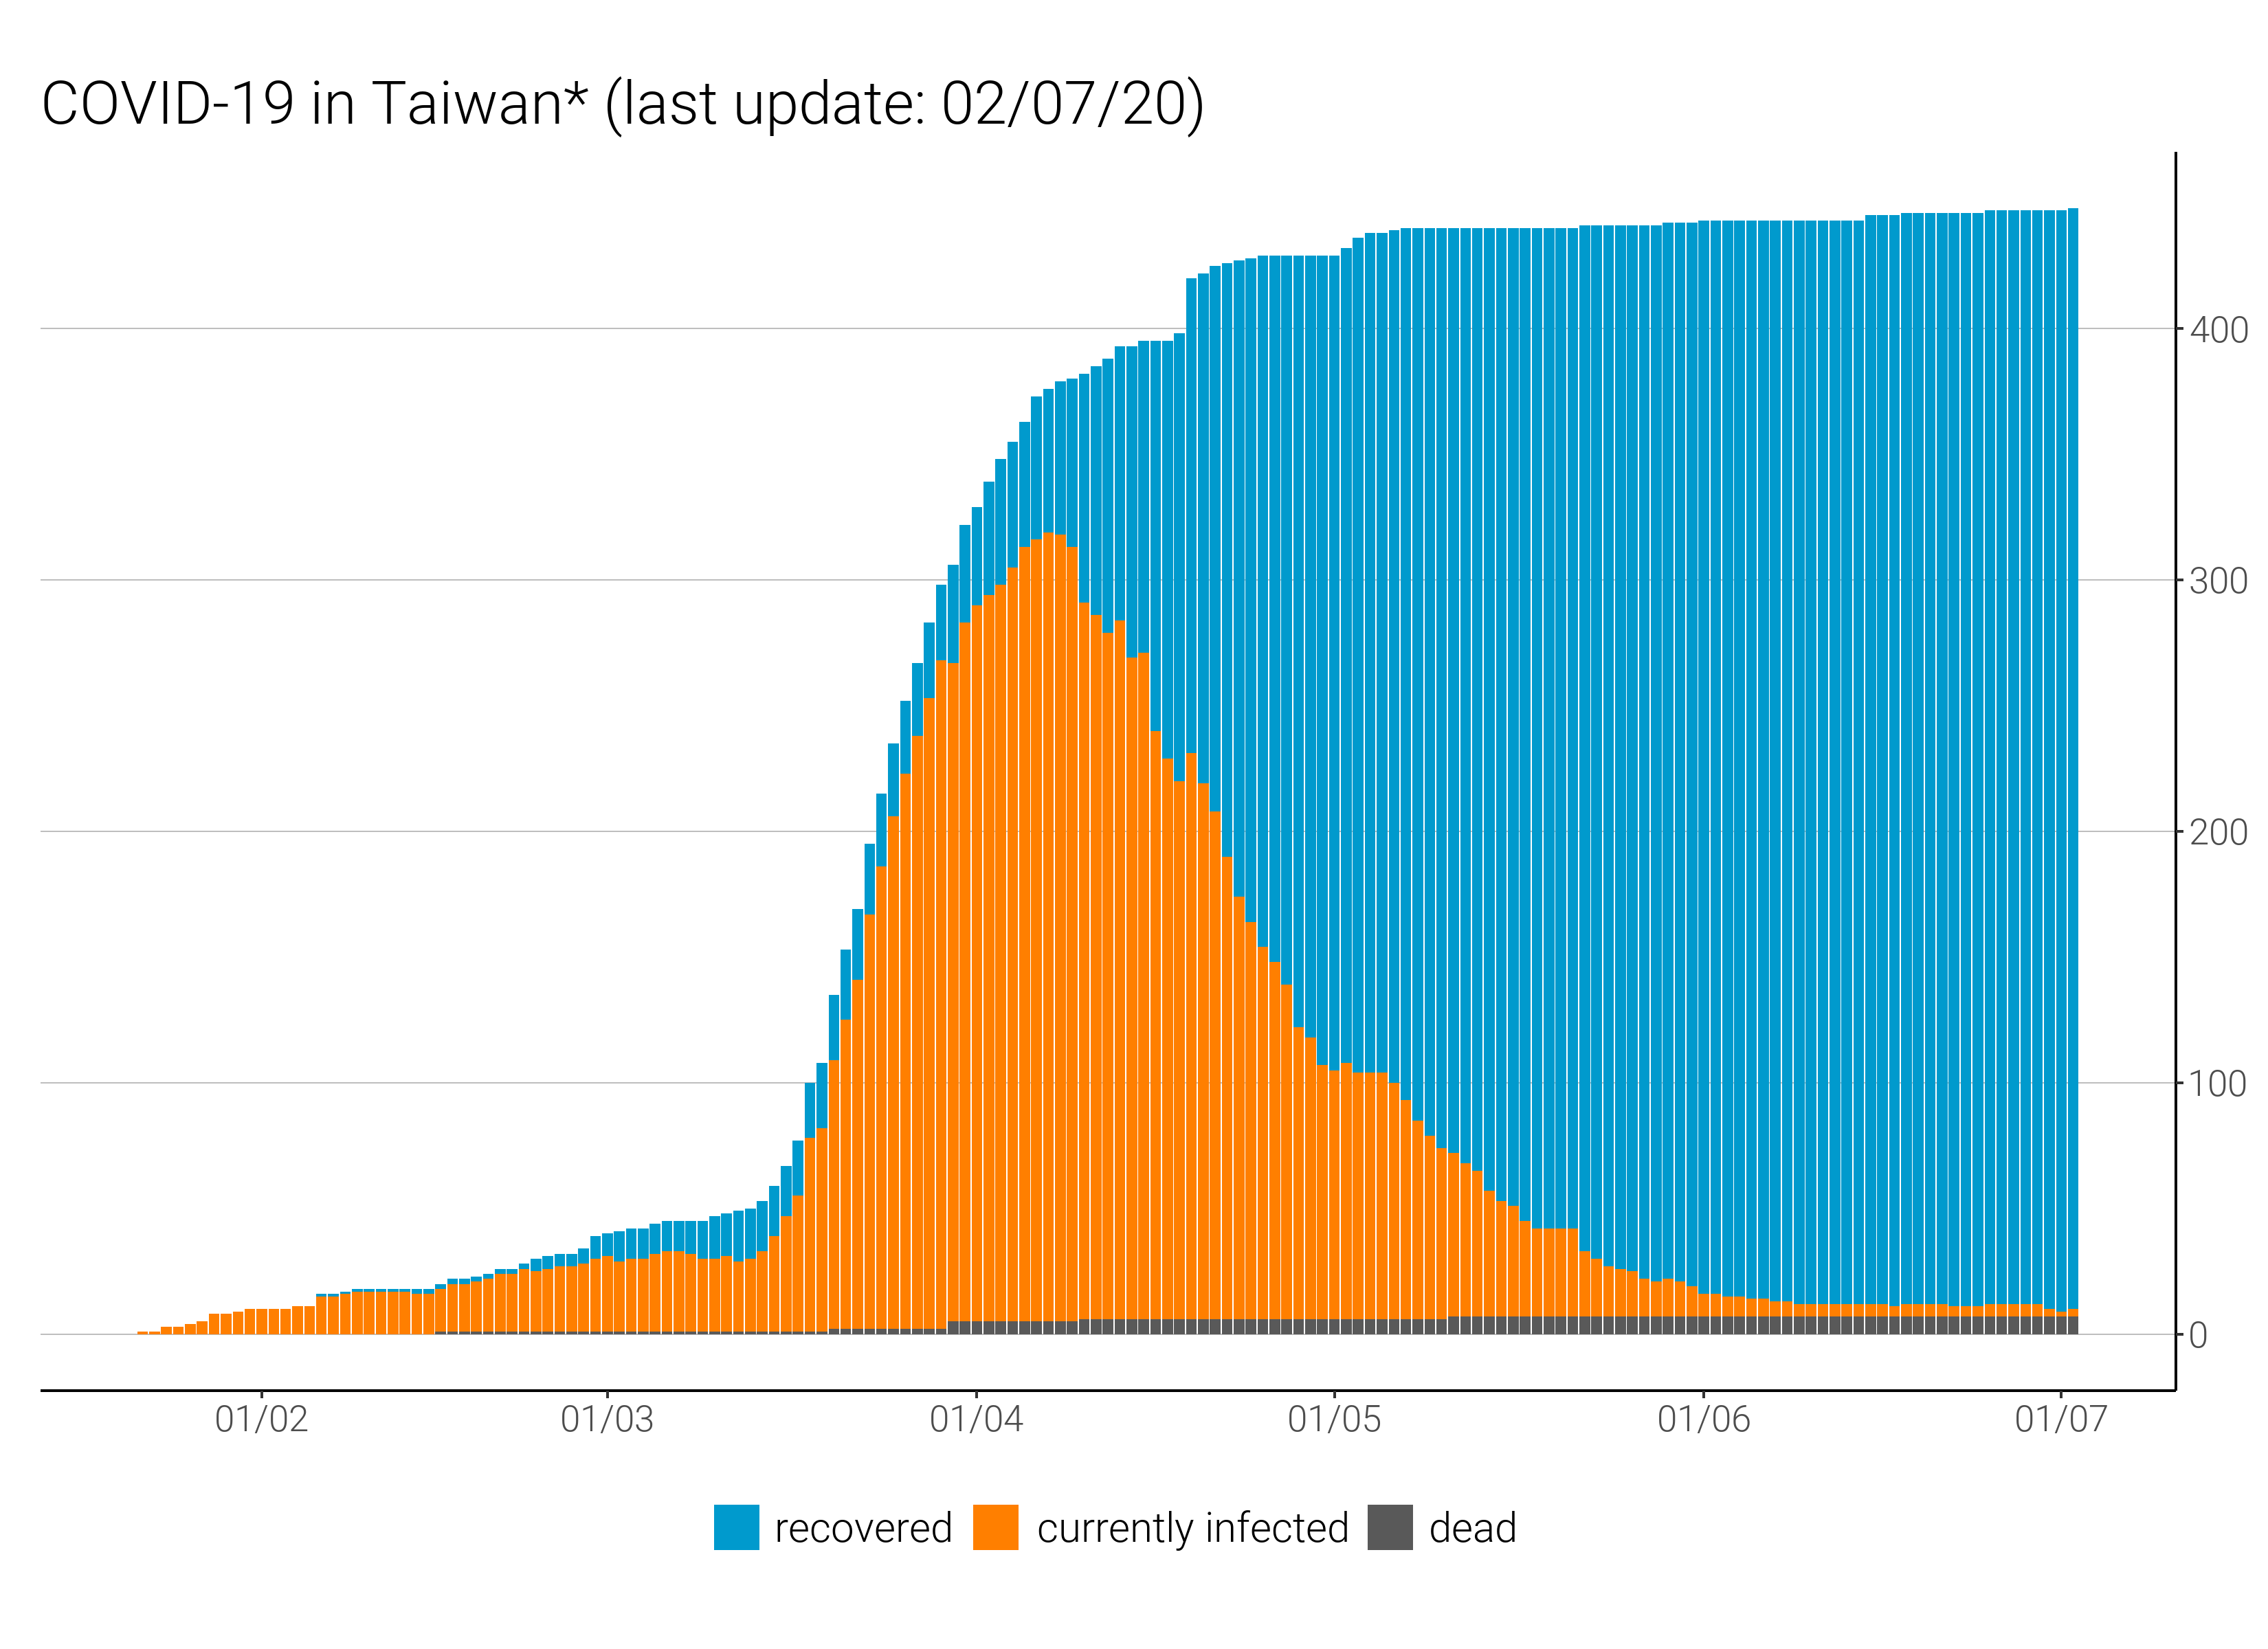 COVID-19 in Taiwan* (last update: 02/07/20)
400
300
200
100
0
01/02 01/03 01/04 01/05 01/06 01/07
recovered currently infected dead